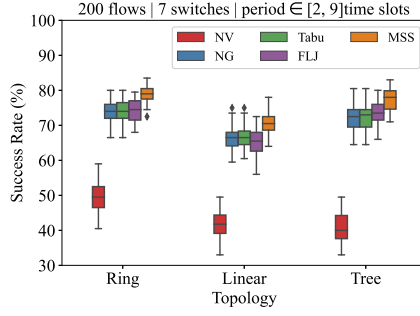 200 flows | 7 switches | period ∈ [2, 9]time slots
NV Tabu MSS
NG FLJ
Success Rate (%)
100
90
80
70
60
50
40
30
Ring Linear Tree
Topology